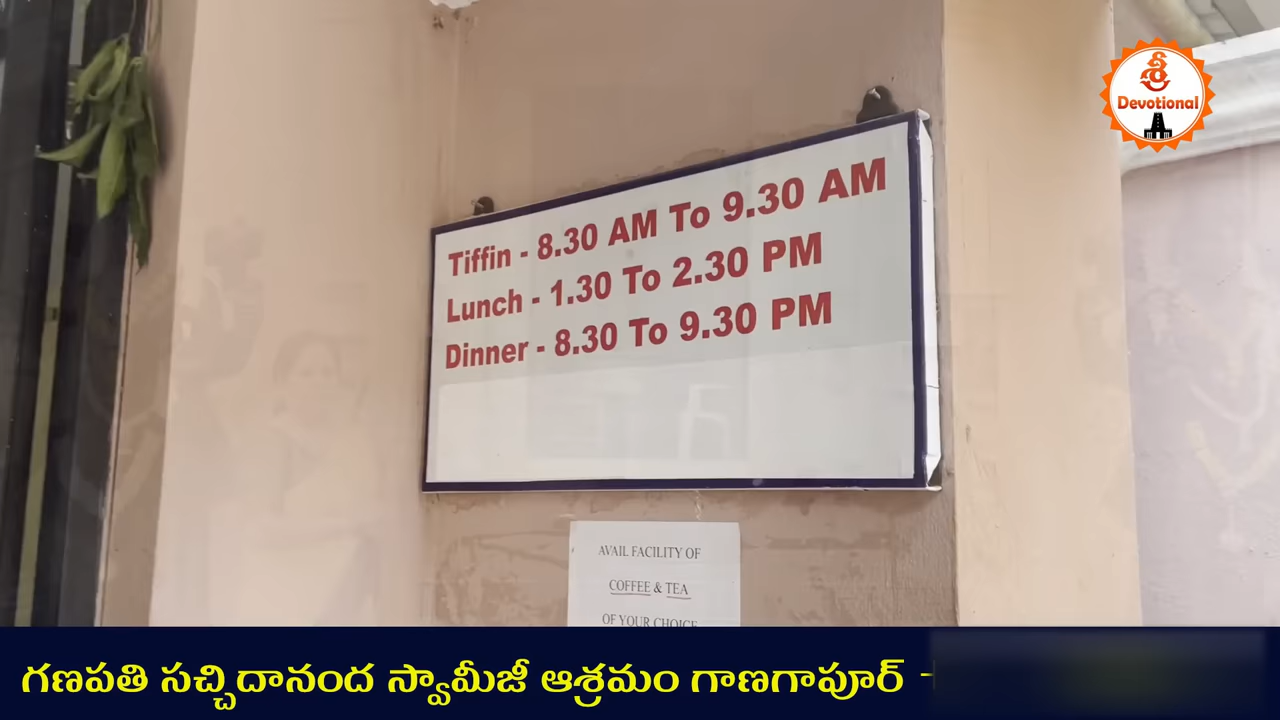 శ్రీ
Devotional
Tiffin - 8.30 AM To 9.30 AM
Lunch - 1.30 To 2.30 PM
Dinner - 8.30 To 9.30 PM
AVAIL FACILITY OF
COFFEE & TEA
OF YOUR CHOICE
గణపతి సచ్చిదానంద స్వామీజీ ఆశ్రమం గాణగాపూర్ -